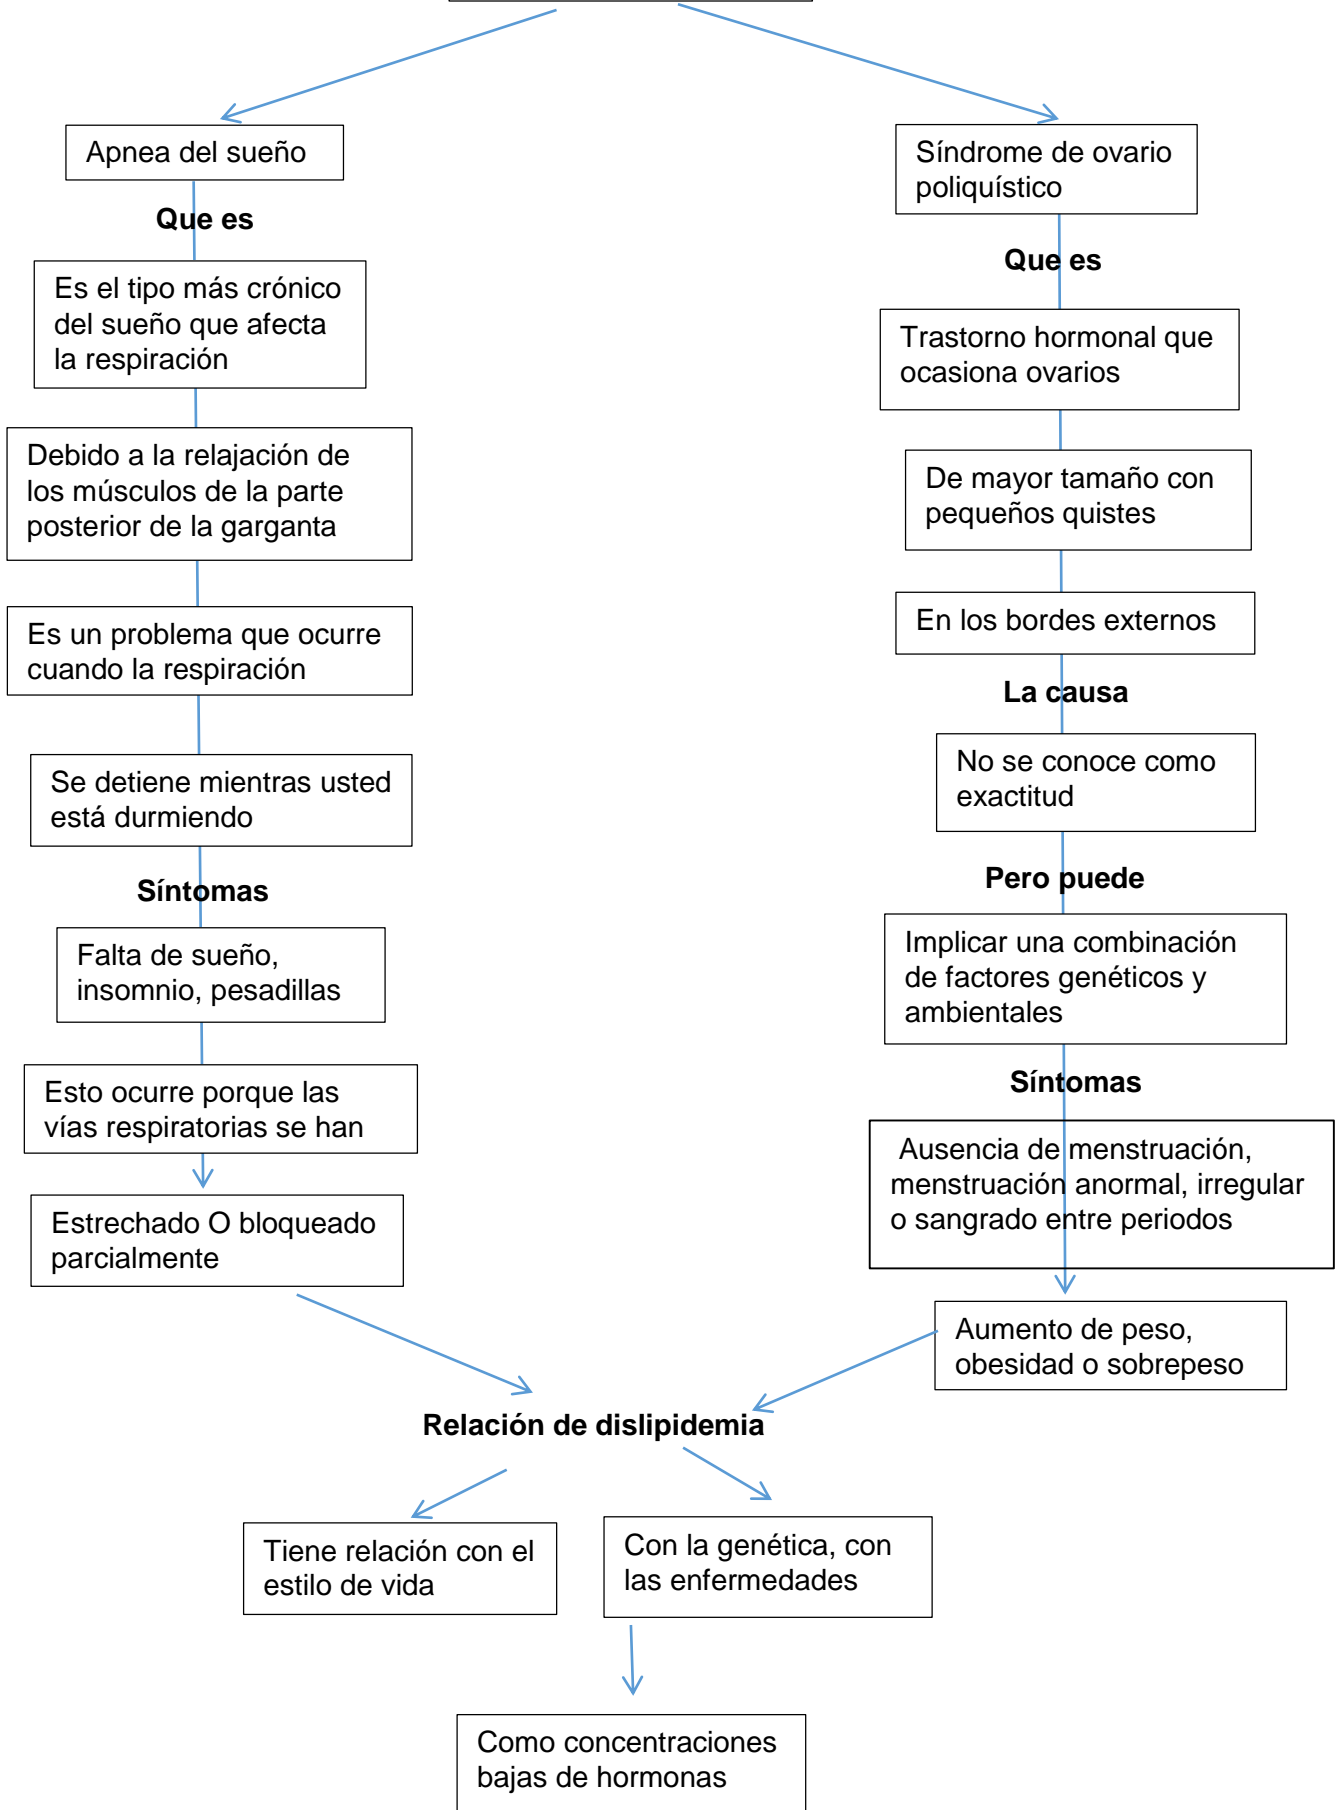 Apnea del sueño
Que es
Es el tipo más crónico
del sueño que afecta
la respiración
Debido a la relajación de
los músculos de la parte
posterior de la garganta
Es un problema que ocurre
cuando la respiración
Se detiene mientras usted
está durmiendo
Síntomas
Falta de sueño,
insomnio, pesadillas
Esto ocurre porque las
vías respiratorias se han
Estrechado O bloqueado
parcialmente
Síndrome de ovario
poliquístico
Que es
Trastorno hormonal que
ocasiona ovarios
De mayor tamaño con
pequeños quistes
En los bordes externos
La causa
No se conoce como
exactitud
Pero puede
Implicar una combinación
de factores genéticos y
ambientales
Síntomas
Ausencia de menstruación,
menstruación anormal, irregular
o sangrado entre periodos
Aumento de peso,
obesidad o sobrepeso
Relación de dislipidemia
Tiene relación con el
estilo de vida
Con la genética, con
las enfermedades
Como concentraciones
bajas de hormonas